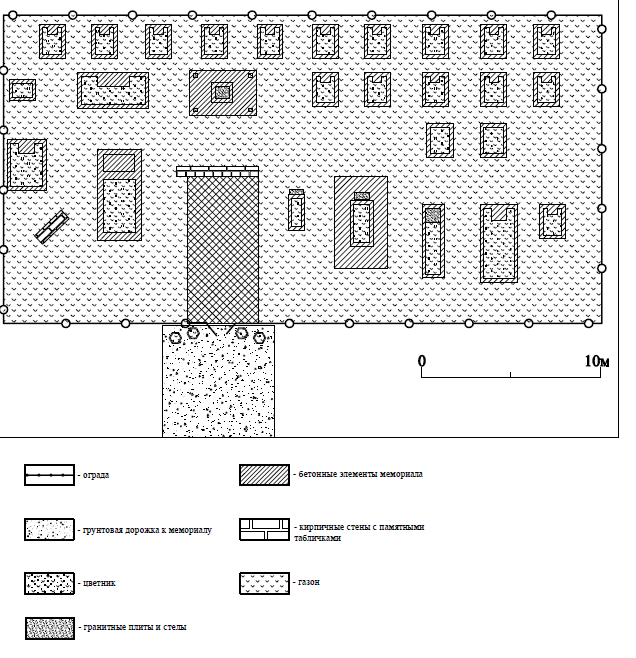 0 10м
- ограда
- бетонные элементы мемориала
- грунтовая дорожка к мемориалу
- кирпичные стены с памятными
табличками
- цветник
- газон
- гранитные плиты и стелы